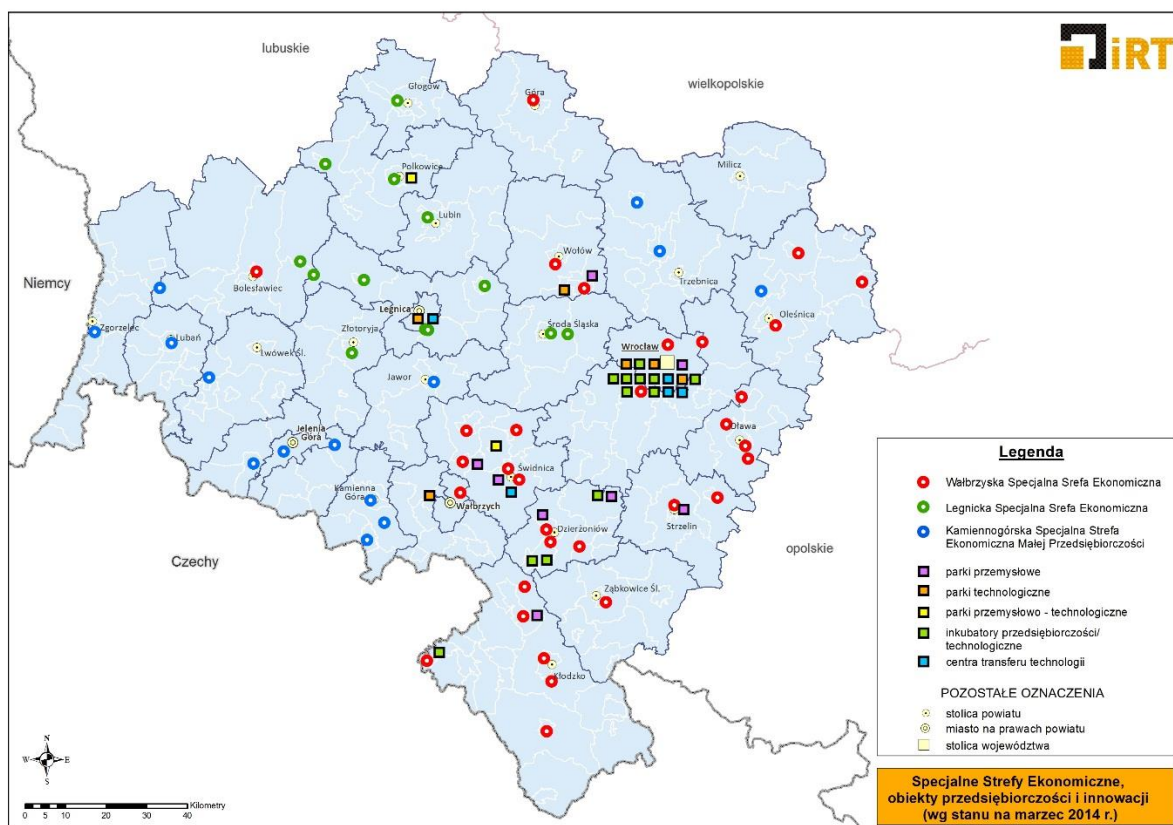 lubuskie
iRT
wielkopolskie
Głogów
Góra
Milicz
Polkowice
Lubin
Wołów
Trzebnica
Niemcy
Bolesławiec
Legnica
Oleśnica
Zgorzelec
Lubań
Złotoryja
Środa Śląska
Wrocław
Lwówek Śl.
Jawor
Oława
Jelenia
Góra
Świdnica
Kamienna
Góra
Wałbrzych
Strzelin
Dzierżoniów
Czechy
opolskie
Ząbkowice Śl.
Kłodzko
Legenda
Wałbrzyska Specjalna Srefa Ekonomiczna
Legnicka Specjalna Srefa Ekonomiczna
Kamiennogórska Specjalna Strefa
Ekonomiczna Małej Przedsiębiorczości
parki przemysłowe
parki technologiczne
parki przemysłowo - technologiczne
inkubatory przedsiębiorczości/
technologiczne
centra transferu technologii
POZOSTAŁE OZNACZENIA
stolica powiatu
miasto na prawach powiatu
stolica województwa
N
W E
S
0 5 10 20 30 40 Kilometry
Specjalne Strefy Ekonomiczne,
obiekty przedsiębiorczości i innowacji
(wg stanu na marzec 2014 r.)